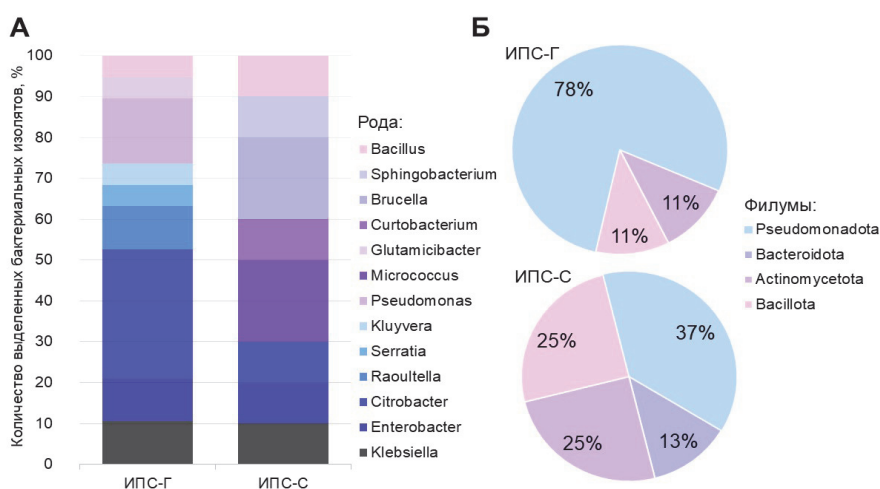 А
Количество выделенных бактериальных изолятов, %
100
90
80
70
60
50
40
30
20
10
0
ИПС-Г
ИПС-С
Рода:
Bacillus
Sphingobacterium
Brucella
Curtobacterium
Glutamicibacter
Micrococcus
Pseudomonas
Kluyvera
Serratia
Raoultella
Citrobacter
Enterobacter
Klebsiella
Б
ИПС-Г
78%
11%
11%
ИПС-С
25%
37%
25%
13%
Филумы:
Pseudomonadota
Bacteroidota
Actinomycetota
Bacillota